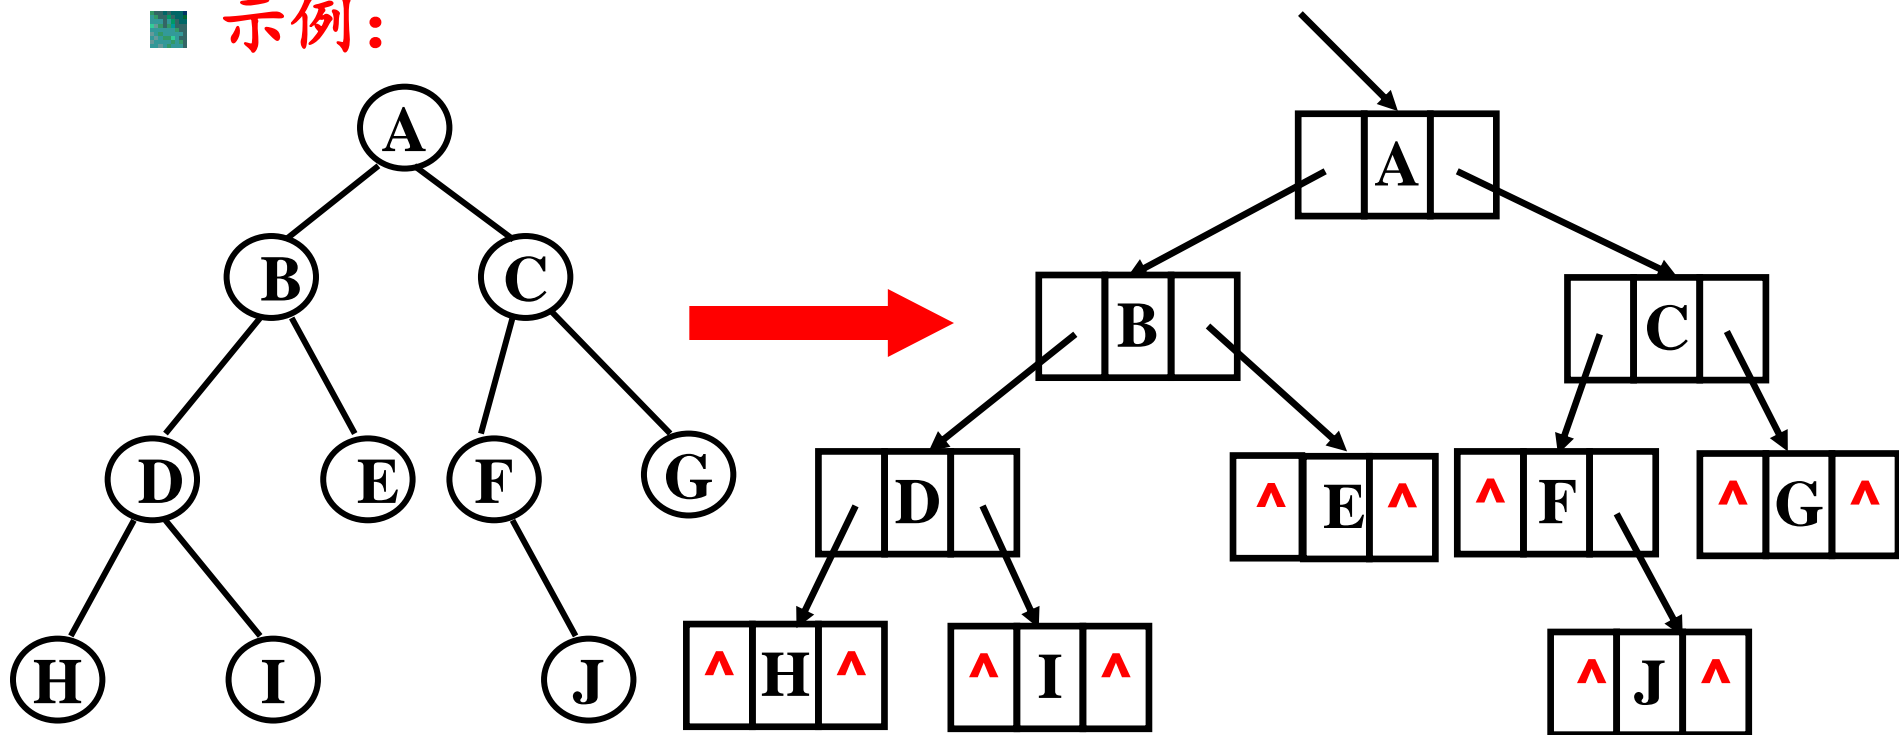 示例：
A
A
B
C
B
C
D
E
F
G
D
^ E ^
^ F
^ G ^
H
I
J
^ H ^
^ I ^
^ J ^